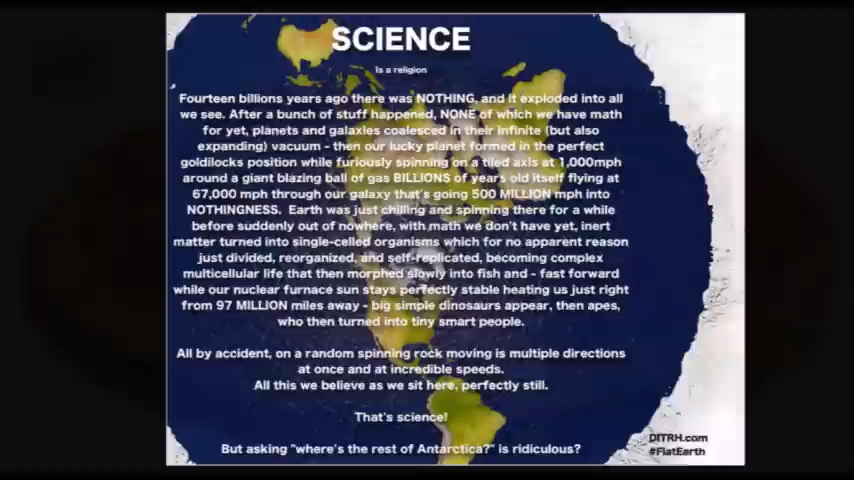 SCIENCE
Is a religion
Fourteen billions years ago there was NOTHING, and it exploded into all
we see. After a bunch of stuff happened, NONE of which we have math
for yet, planets and galaxies coalesced in their infinite (but also
expanding) vacuum - then our lucky planet formed in the perfect
goldilocks position while furiously spinning on a tiled axis at 1,000mph
around a giant blazing ball of gas BILLIONS of years old itself flying at
67,000 mph through our galaxy that's going 500 MILLION mph into
NOTHINGNESS. Earth was just chilling and spinning there for a while
before suddenly out of nowhere, with math we don't have yet, inert
matter turned into single-celled organisms which for no apparent reason
just divided, reorganized, and self-replicated, becoming complex
multicellular life that then morphed slowly into fish and - fast forward
while our nuclear furnace sun stays perfectly stable heating us just right
from 97 MILLION miles away - big simple dinosaurs appear, then apes,
who then turned into tiny smart people.
All by accident, on a random spinning rock moving is multiple directions
at once and at incredible speeds.
All this we believe as we sit here, perfectly still.
That's science!
But asking "where's the rest of Antarctica?" is ridiculous?
DITRH.com
#FlatEarth